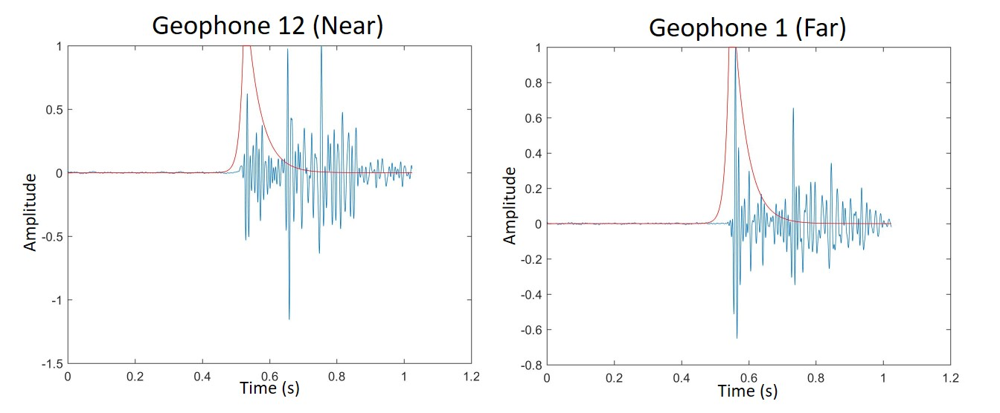 Geophone 12 (Near)
1
0.5
0
-0.5
-1
-1.5
Amplitude
0 0.2 0.4 0.6 0.8 1 1.2
Time (s)
Geophone 1 (Far)
1
0.8
0.6
0.4
0.2
0
-0.2
-0.4
-0.6
-0.8
Amplitude
0 0.2 0.4 0.6 0.8 1 1.2
Time (s)